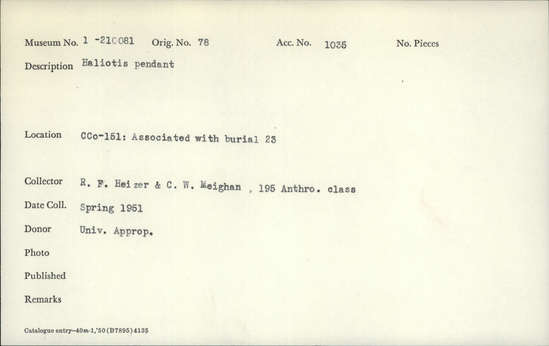 Museum No. 1 -210081 Orig. No. 78 Acc. No. 1035 No. Pieces
Description Haliotis pendant
Location CCo-151: Associated with burial 23
Collector R. F. Heizer & C. W. Meighan , 195 Anthro. class
Date Coll. Spring 1951
Donor Univ. Approp.
Photo
Published
Remarks
Catalogue entry—40m-1,'50 (D7895) 4135